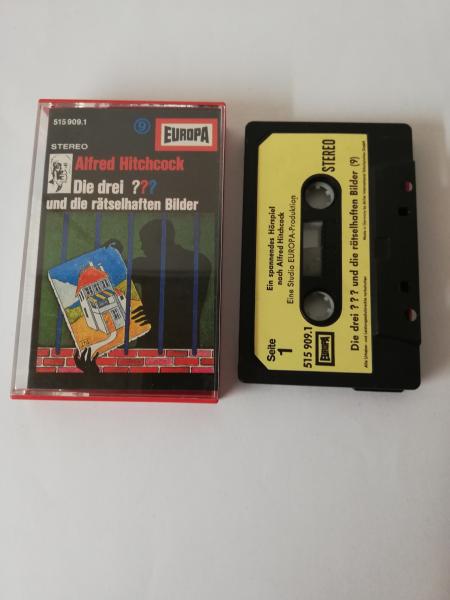 515 909.1
9
EUROPA
STEREO
Alfred Hitchcock
Die drei ???
und die rätselhaften Bilder
STEREO
Ein spannendes Hörspiel
nach Alfred Hitchcock
Eine Studio EUROPA-Produktion
Seite
1
515 909.1
EUROPA
Die drei ??? und die rätselhaften Bilder (9)